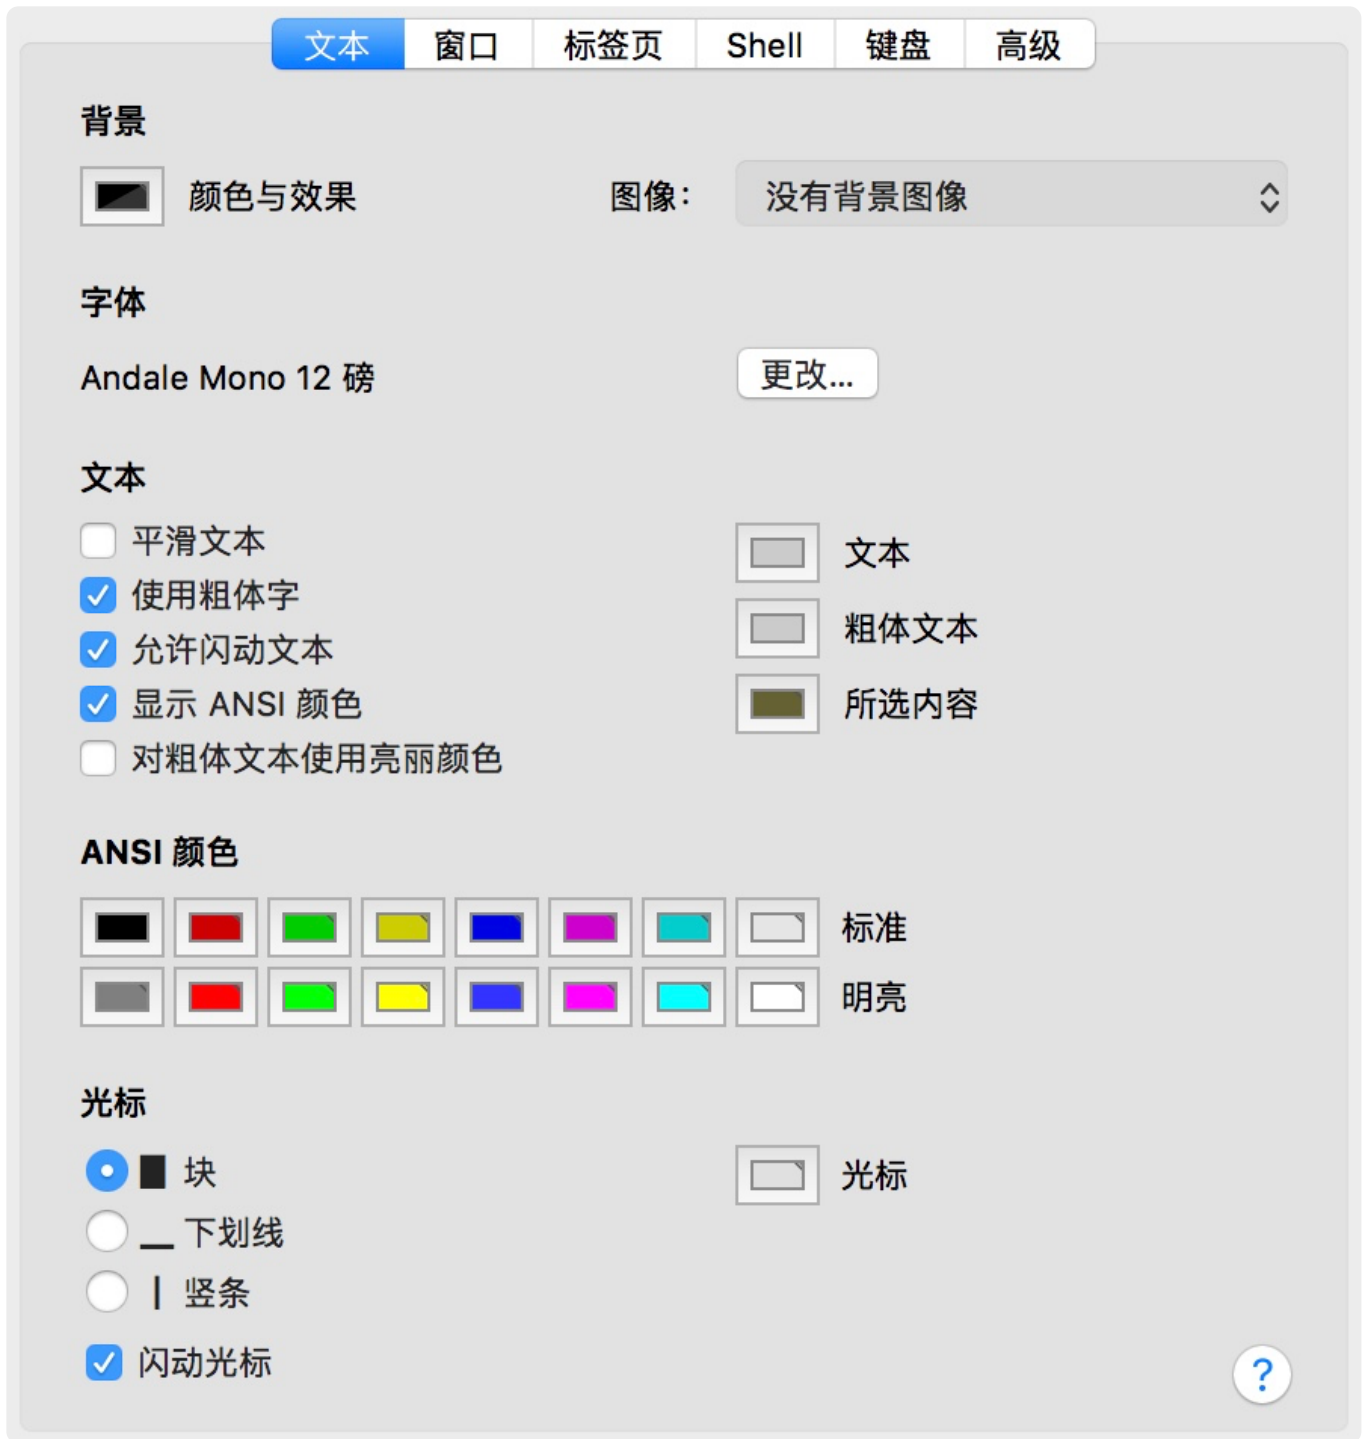 文本 窗口 标签页 Shell 键盘 高级
背景
颜色与效果 图像： 没有背景图像
字体
Andale Mono 12 磅 更改...
文本
平滑文本
文本
使用粗体字
粗体文本
允许闪动文本
显示 ANSI 颜色 所选内容
对粗体文本使用亮丽颜色
ANSI 颜色
标准
明亮
光标
块 光标
下划线
竖条
闪动光标 ?